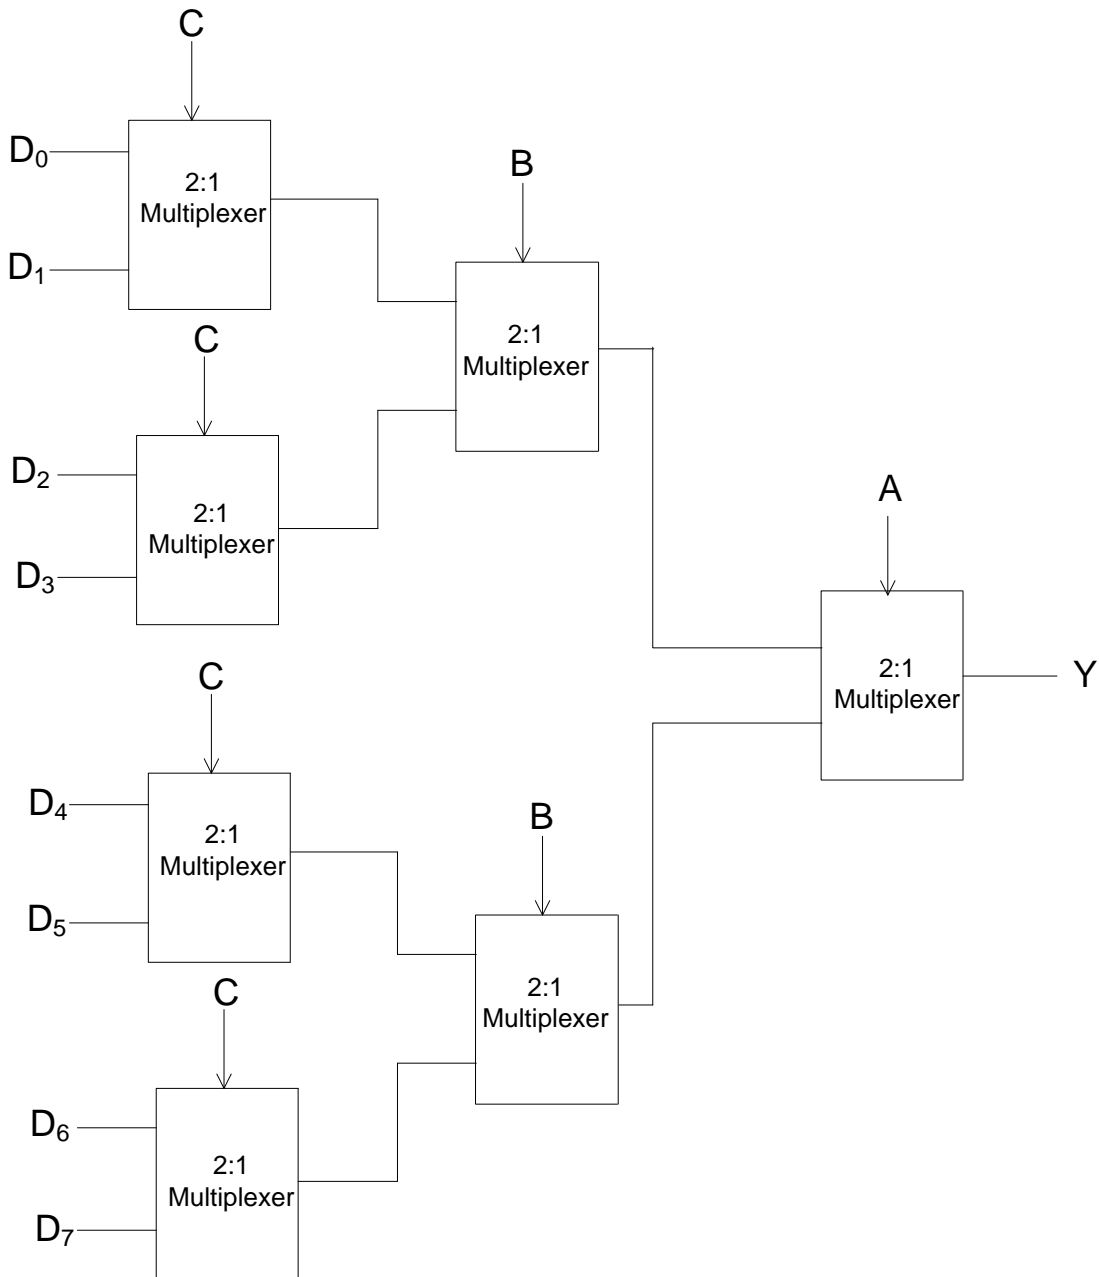 C
D₀
2:1
Multiplexer
D₁
B
C
2:1
Multiplexer
D₂
2:1
Multiplexer
D₃
A
C
2:1
Multiplexer
Y
D₄
2:1
Multiplexer
B
D₅
C
2:1
Multiplexer
D₆
2:1
Multiplexer
D₇